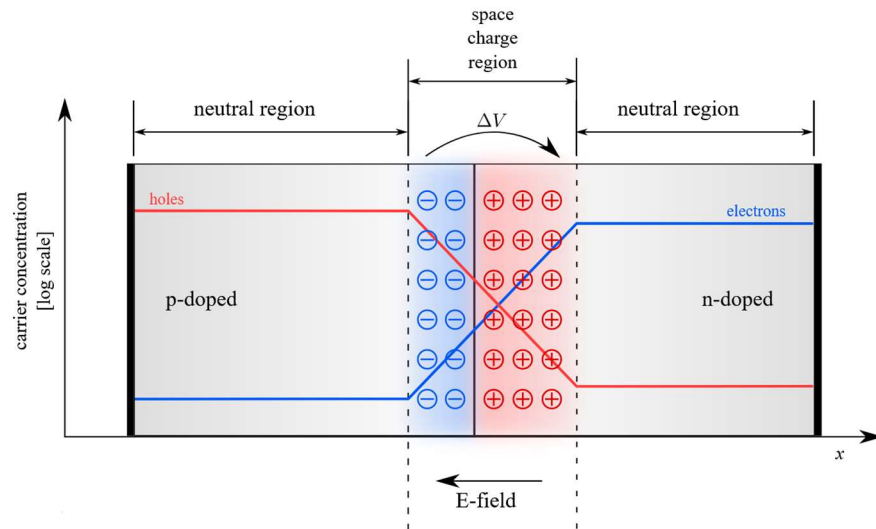 space
charge
region
neutral region
ΔV
neutral region
holes
electrons
carrier concentration
[log scale]
p-doped
n-doped
x
E-field